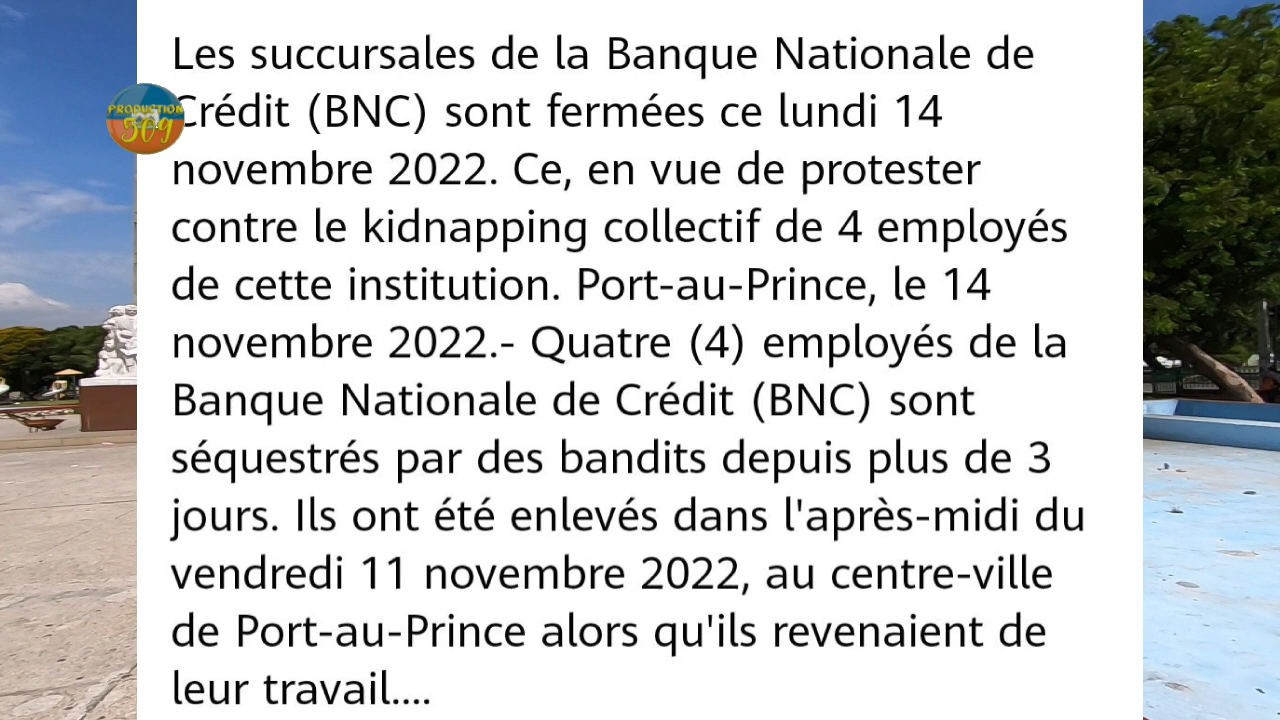 Les succursales de la Banque Nationale de
PRODUCTION
509
Crédit (BNC) sont fermées ce lundi 14
novembre 2022. Ce, en vue de protester
contre le kidnapping collectif de 4 employés
de cette institution. Port-au-Prince, le 14
novembre 2022.- Quatre (4) employés de la
Banque Nationale de Crédit (BNC) sont
séquestrés par des bandits depuis plus de 3
jours. Ils ont été enlevés dans l'après-midi du
vendredi 11 novembre 2022, au centre-ville
de Port-au-Prince alors qu'ils revenaient de
leur travail....